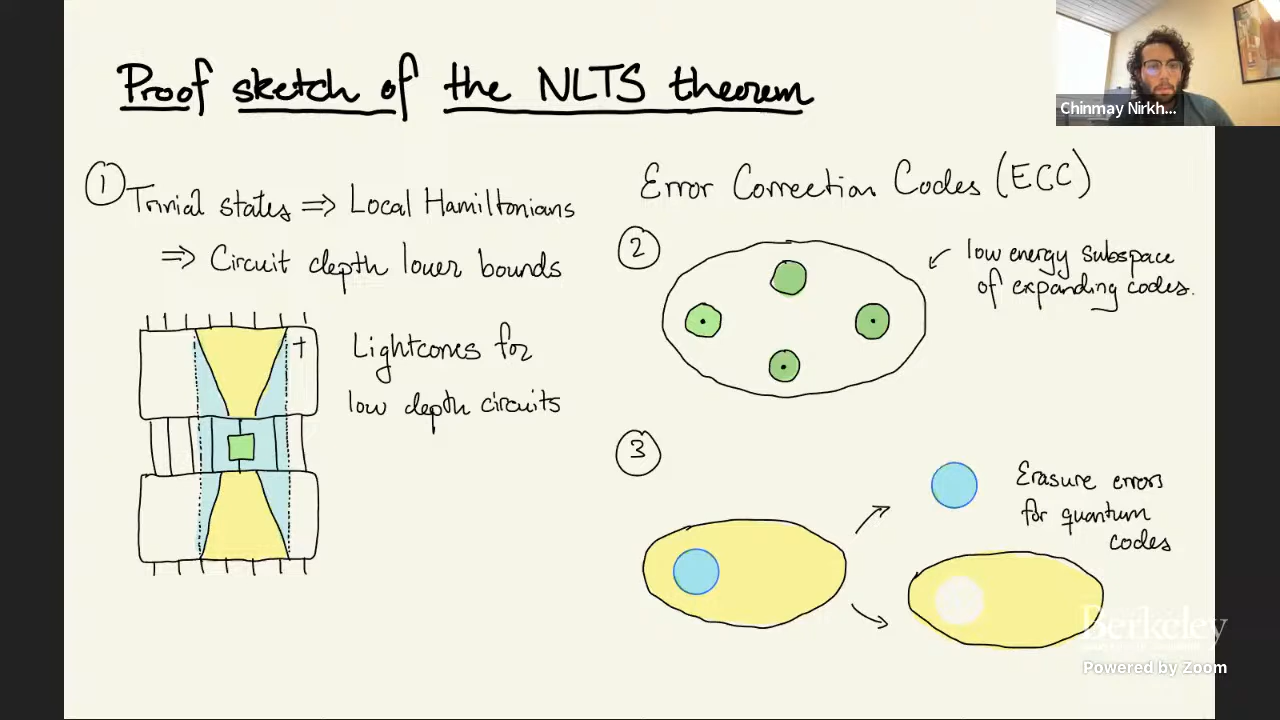 Proof sketch of the NLTS theorem
Chinmay Nirkh...
1
Trivial states ⇒ Local Hamiltonians
⇒ Circuit depth lower bounds
†
Lightcones for
low depth circuits
Error Correction Codes (ECC)
2
low energy subspace
of expanding codes.
3
Erasure errors
for quantum
codes
Berkeley
Powered by Zoom